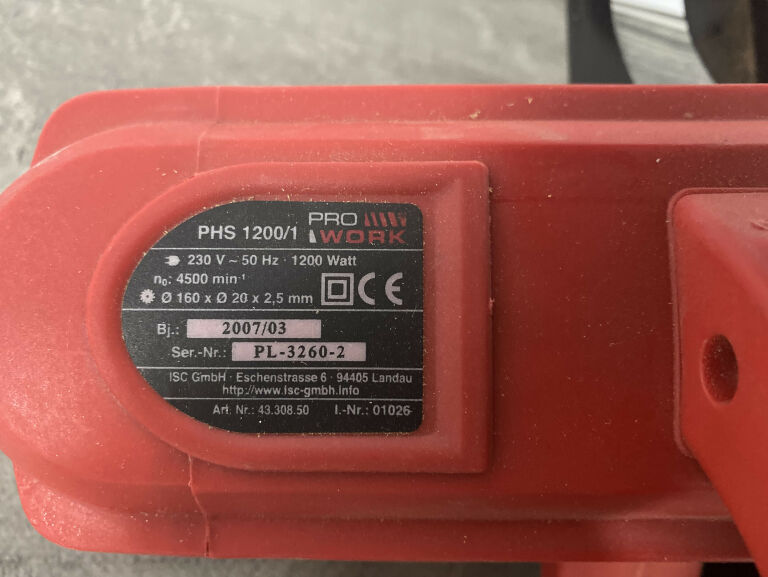 PHS 1200/1 PRO WORK
230 V ~ 50 Hz · 1200 Watt
n₀: 4500 min⁻¹
Ø 160 x Ø 20 x 2,5 mm CE
Bj.: 2007/03
Ser.-Nr.: PL-3260-2
ISC GmbH · Eschenstrasse 6 · 94405 Landau
http://www.isc-gmbh.info
Art. Nr.: 43.308.50 I.-Nr.: 01026